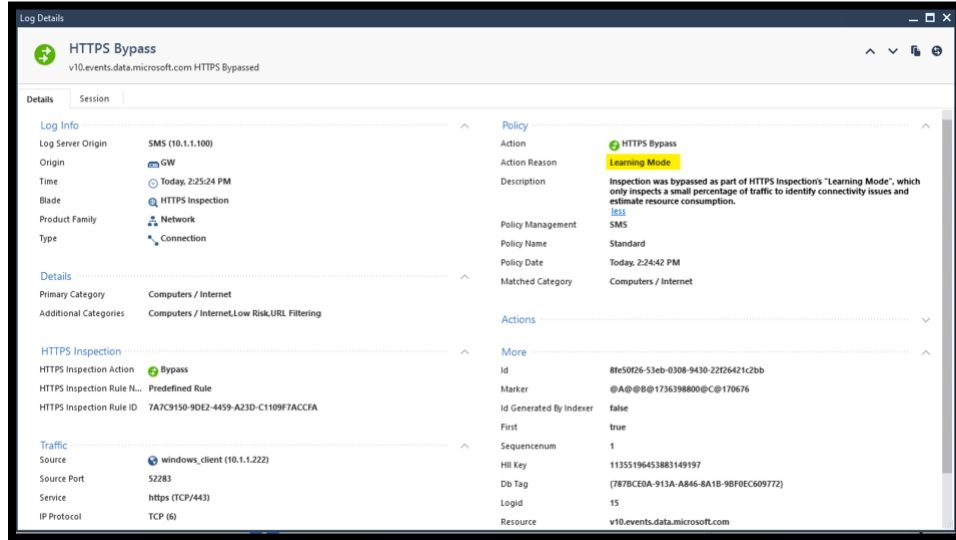 Log Details
HTTPS Bypass
v10.events.data.microsoft.com HTTPS Bypassed
Details Session
Log Info
Log Server Origin SMS (10.1.1.100)
Origin GW
Time Today, 2:25:24 PM
Blade HTTPS Inspection
Product Family Network
Type Connection
Details
Primary Category Computers / Internet
Additional Categories Computers / Internet,Low Risk,URL Filtering
HTTPS Inspection
HTTPS Inspection Action Bypass
HTTPS Inspection Rule N... Predefined Rule
HTTPS Inspection Rule ID 7A7C9150-9DE2-4459-A23D-C1109F7ACCFA
Traffic
Source windows_client (10.1.1.222)
Source Port 52283
Service https (TCP/443)
IP Protocol TCP (6)
Policy
Action HTTPS Bypass
Action Reason Learning Mode
Description Inspection was bypassed as part of HTTPS Inspection's "Learning Mode", which
only inspects a small percentage of traffic to identify connectivity issues and
estimate resource consumption.
less
Policy Management SMS
Policy Name Standard
Policy Date Today, 2:24:42 PM
Matched Category Computers / Internet
Actions
More
Id 8fe50f26-53eb-0308-9430-22f26421c2bb
Marker @A@@B@1736398800@C@170676
Id Generated By Indexer false
First true
Sequencenum 1
Hll Key 11355196453883149197
Db Tag {787BCE0A-913A-A846-8A1B-9BF0EC609772}
Logid 15
Resource v10.events.data.microsoft.com